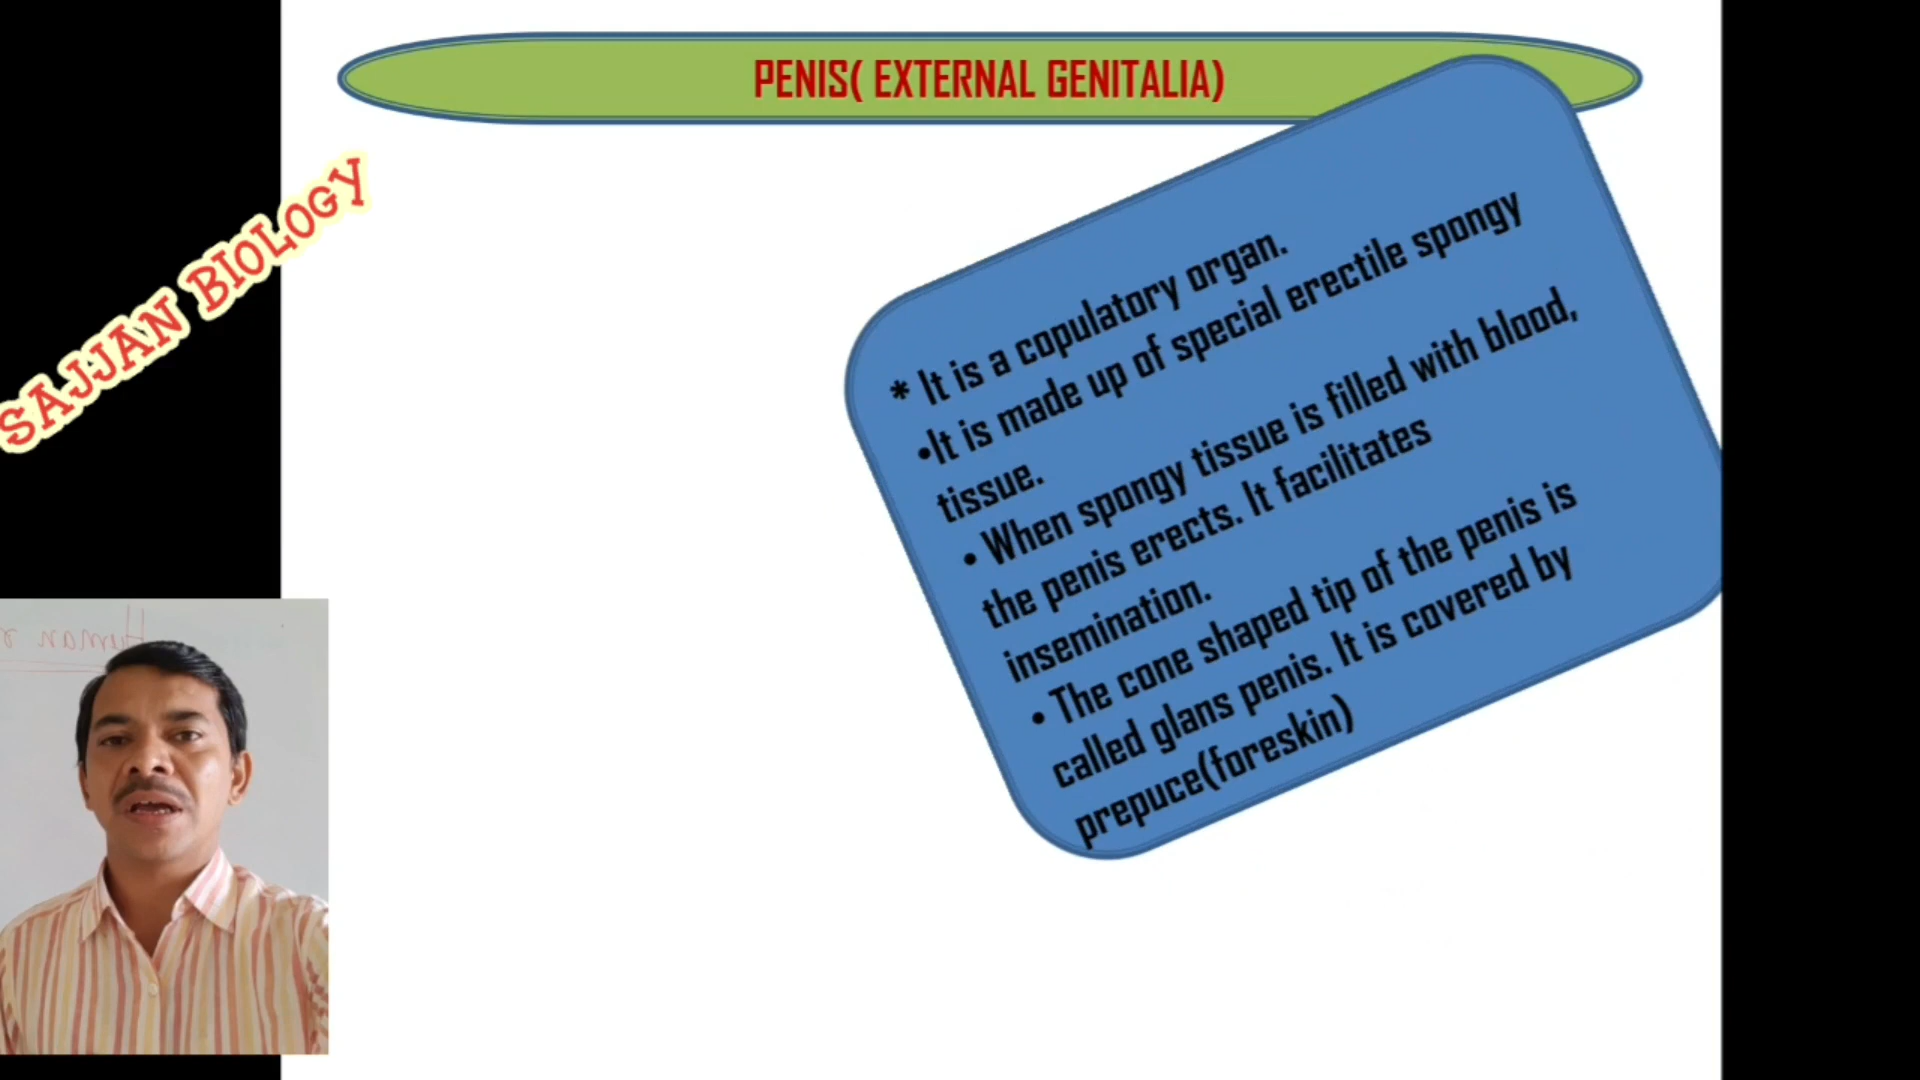 PENIS( EXTERNAL GENITALIA)
SAJJAN BIOLOGY
* It is a copulatory organ.
•It is made up of special erectile spongy
tissue.
• When spongy tissue is filled with blood,
the penis erects. It facilitates
insemination.
• The cone shaped tip of the penis is
called glans penis. It is covered by
prepuce(foreskin)
Human